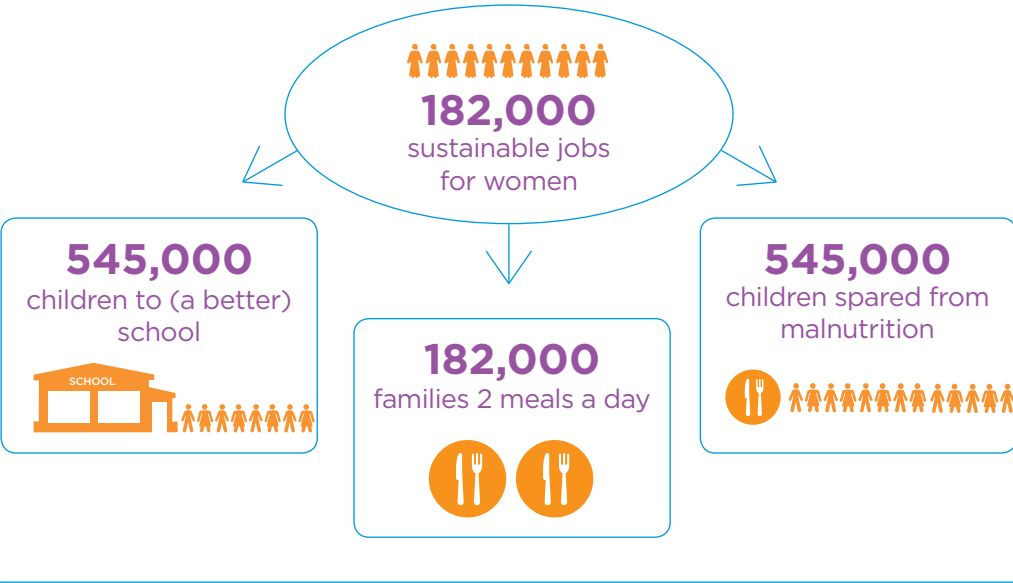 182,000
sustainable jobs
for women
545,000
children to (a better)
school
SCHOOL
182,000
families 2 meals a day
545,000
children spared from
malnutrition